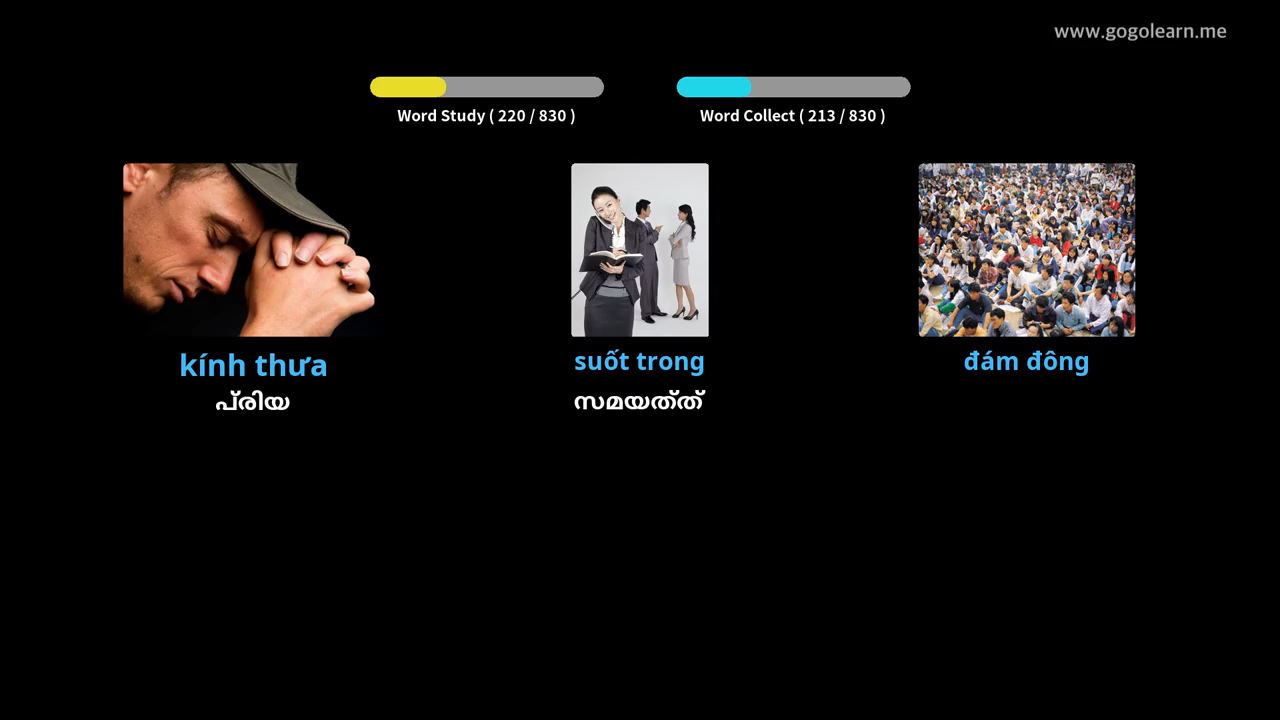 www.gogolearn.me
Word Study ( 220 / 830 )
Word Collect ( 213 / 830 )
kính thưa
suốt trong
đám đông
പ്രിയ
സമയത്ത്